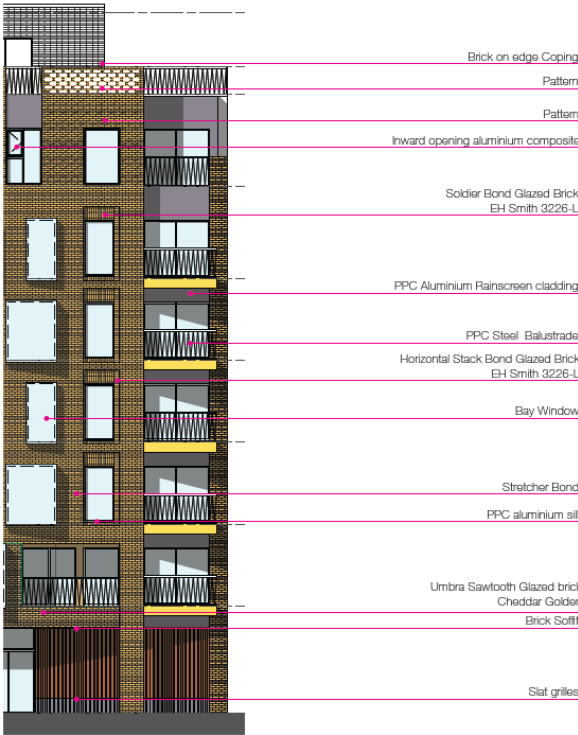 Brick on edge Coping
Pattern
Pattern
Inward opening aluminium composite
Soldier Bond Glazed Brick
EH Smith 3226-L
PPC Aluminium Rainscreen cladding
PPC Steel Balustrade
Horizontal Stack Bond Glazed Brick
EH Smith 3226-L
Bay Window
Stretcher Bond
PPC aluminium sill
Umbra Sawtooth Glazed brick
Cheddar Golden
Brick Soffit
Slat grilles